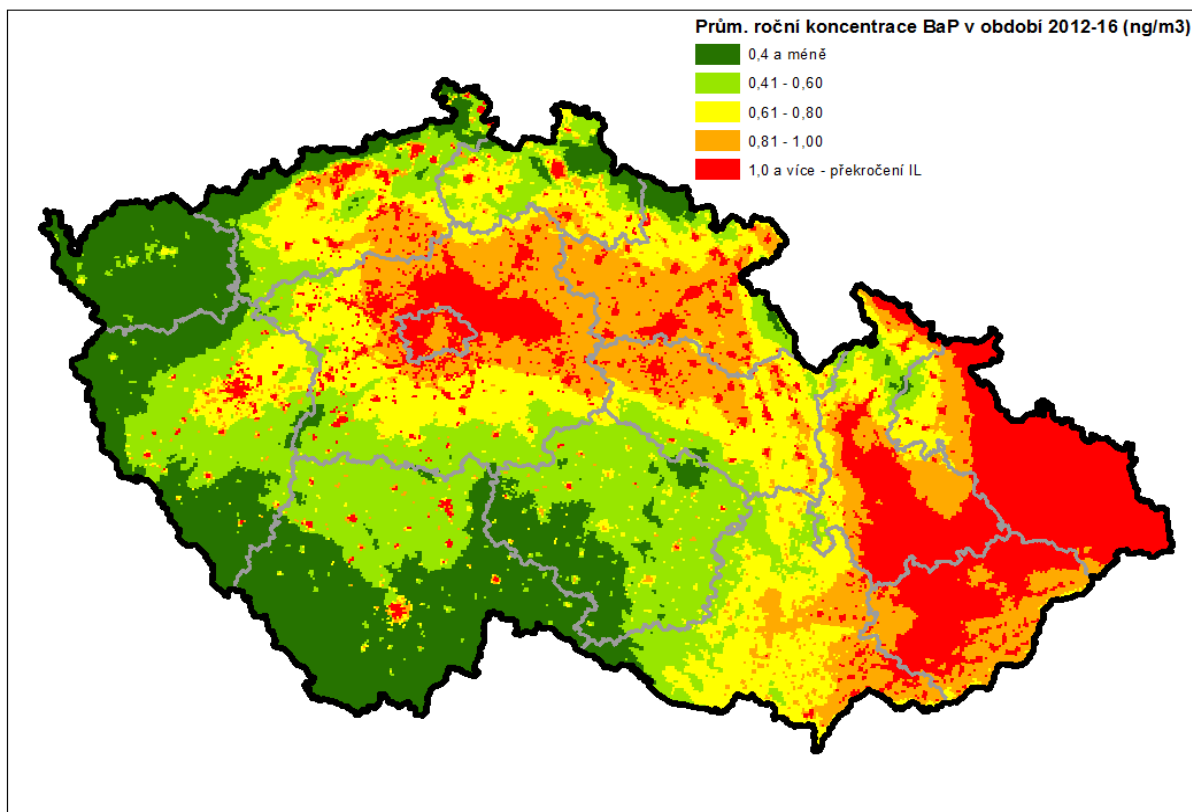 Prům. roční koncentrace BaP v období 2012-16 (ng/m3)
0,4 a méně
0,41 - 0,60
0,61 - 0,80
0,81 - 1,00
1,0 a více - překročení IL